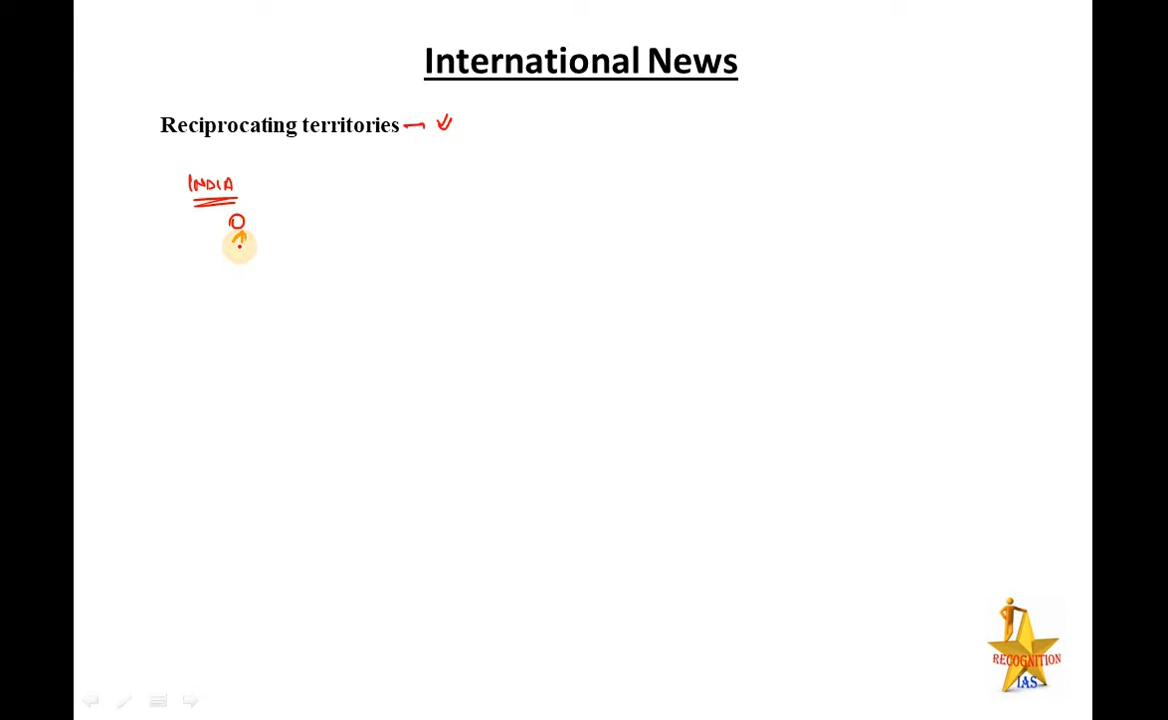 International News
Reciprocating territories
INDIA
RECOGNITION
IAS